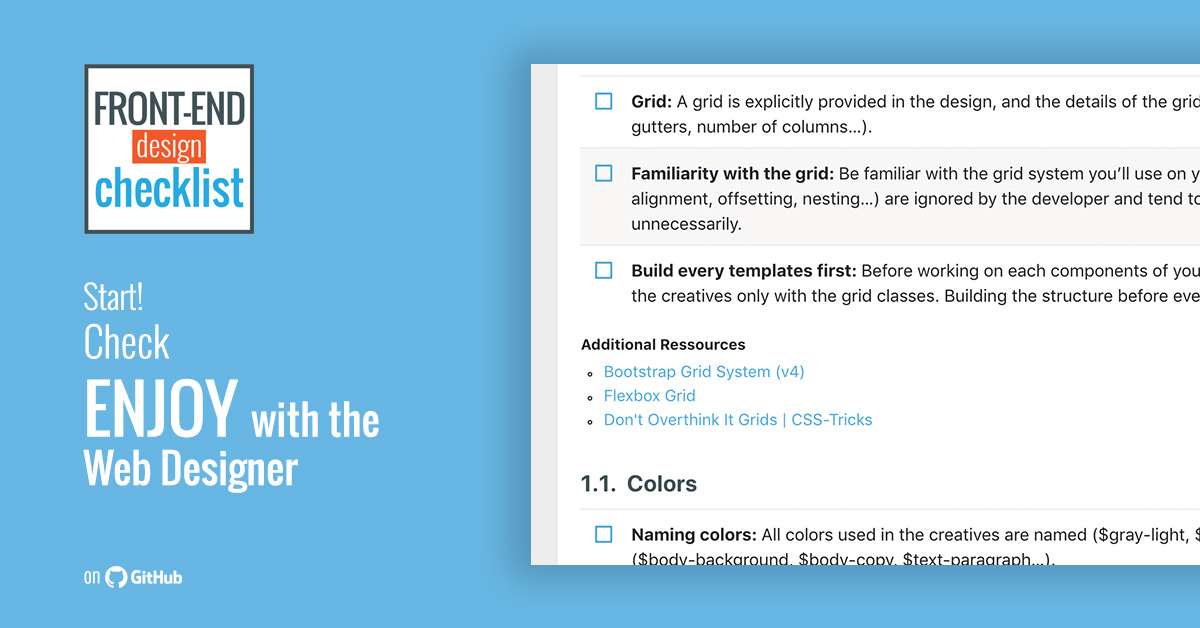 FRONT-END
design
checklist
Start!
Check
ENJOY with the
Web Designer
on GitHub
Grid: A grid is explicitly provided in the design, and the details of the grid
gutters, number of columns...).
Familiarity with the grid: Be familiar with the grid system you’ll use on y
alignment, offsetting, nesting...) are ignored by the developer and tend to
unnecessarily.
Build every templates first: Before working on each components of you
the creatives only with the grid classes. Building the structure before eve
Additional Ressources
Bootstrap Grid System (v4)
Flexbox Grid
Don't Overthink It Grids | CSS-Tricks
1.1. Colors
Naming colors: All colors used in the creatives are named ($gray-light, $
($body-background, $body-copy, $text-paragraph...).